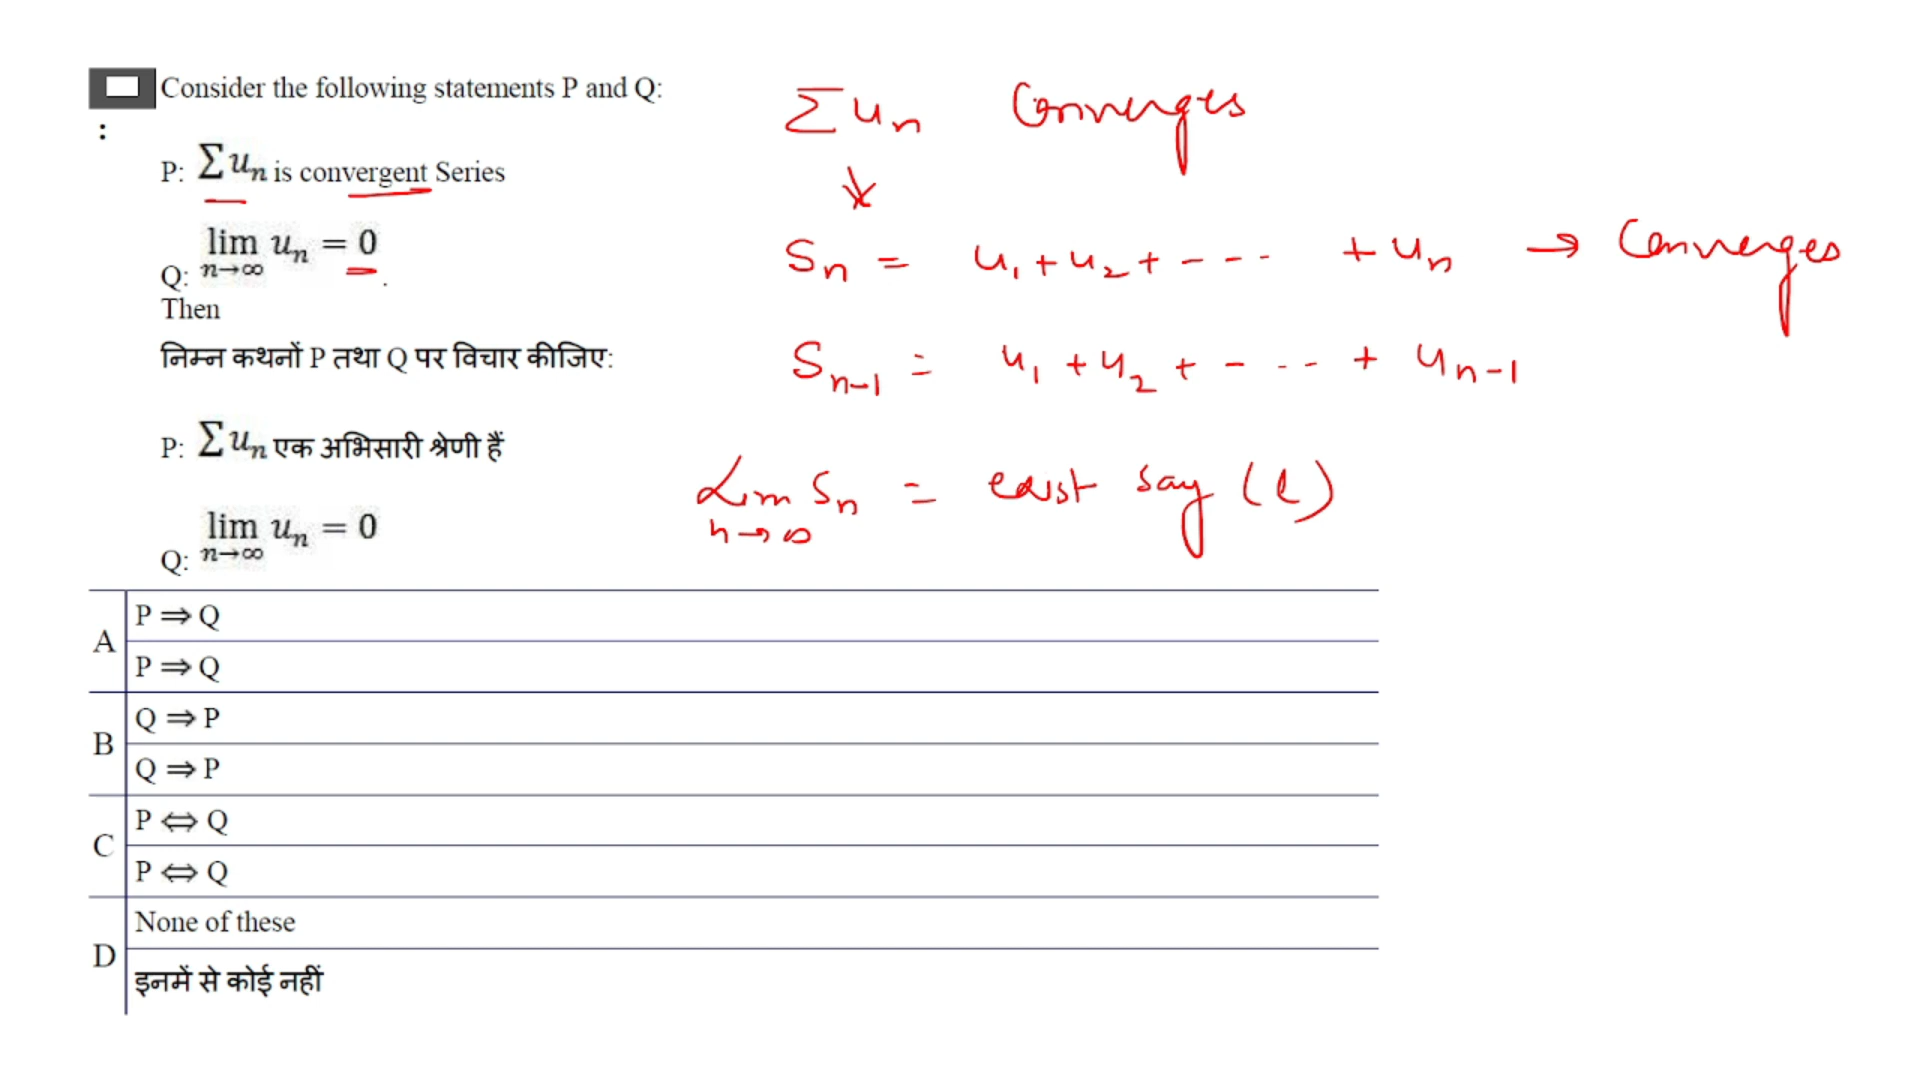 Consider the following statements P and Q:
:
P: ∑uₙ is convergent Series
Q: lim n→∞ uₙ = 0 .
Then
निम्न कथनों P तथा Q पर विचार कीजिए:
P: ∑uₙ एक अभिसारी श्रेणी हैं
Q: lim n→∞ uₙ = 0
A
P ⇒ Q
P ⇒ Q
B
Q ⇒ P
Q ⇒ P
C
P ⇔ Q
P ⇔ Q
D
None of these
इनमें से कोई नहीं
∑uₙ Converges
Sₙ = u₁ + u₂ + - - - + uₙ → Converges
Sₙ₋₁ = u₁ + u₂ + - - - - + uₙ₋₁
Lim n→∞ Sₙ = exist say (l)